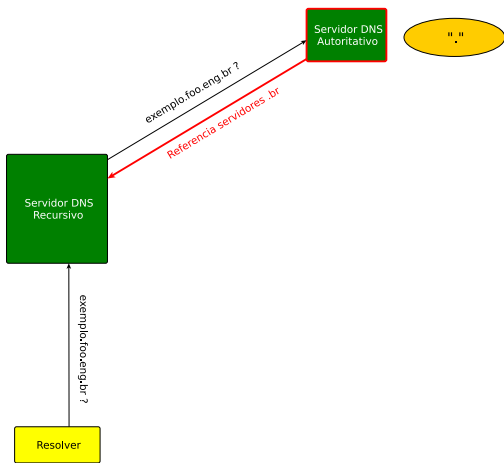 Servidor DNS
Autoritativo
"."
exemplo.foo.eng.br ?
Referencia servidores .br
Servidor DNS
Recursivo
exemplo.foo.eng.br ?
Resolver